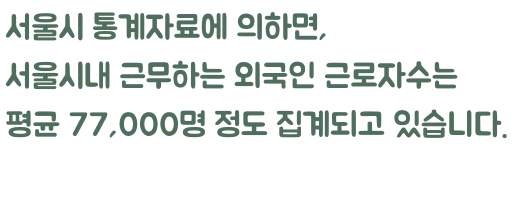 서울시 통계자료에 의하면,
서울시내 근무하는 외국인 근로자수는
평균 77,000명 정도 집계되고 있습니다.